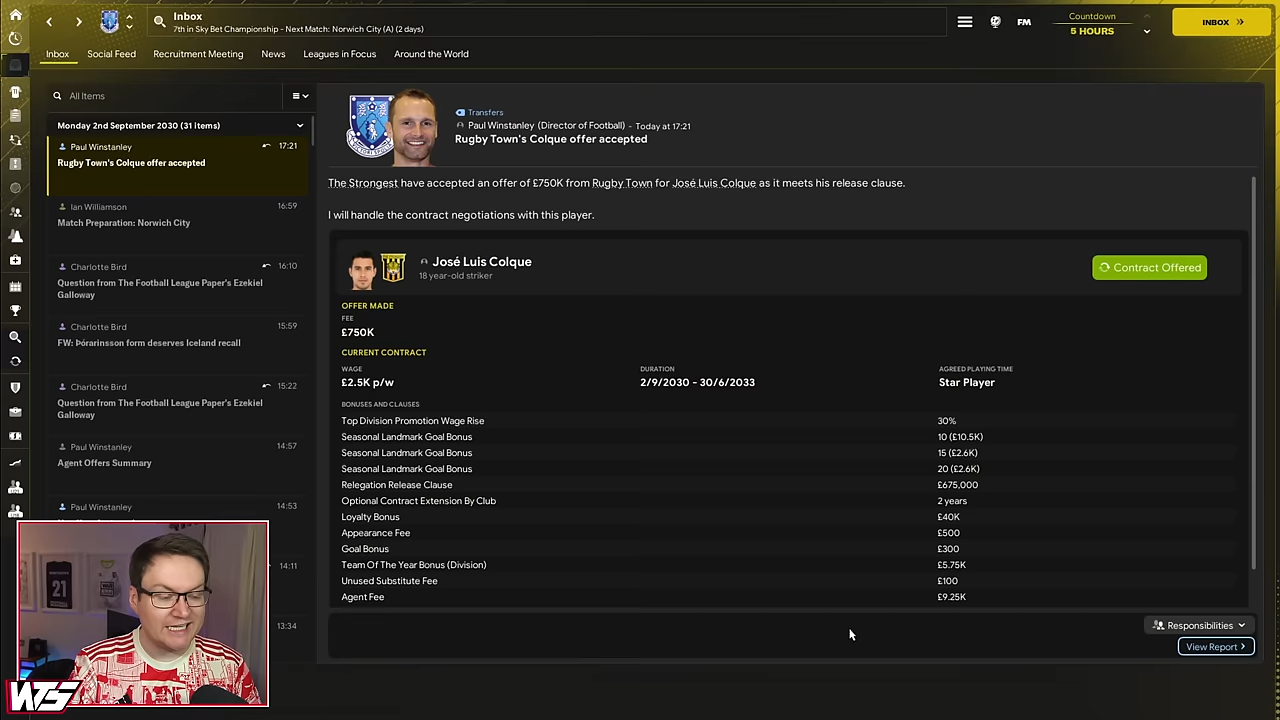 Inbox
7th in Sky Bet Championship - Next Match: Norwich City (A) (2 days)
FM
Countdown
5 HOURS
INBOX
Inbox
Social Feed
Recruitment Meeting
News
Leagues in Focus
Around the World
All Items
Monday 2nd September 2030 (31 items)
Paul Winstanley 17:21
Rugby Town's Colque offer accepted
Ian Williamson 16:59
Match Preparation: Norwich City
Charlotte Bird 16:10
Question from The Football League Paper's Ezekiel
Galloway
Charlotte Bird 15:59
FW: Þórarinsson form deserves Iceland recall
Charlotte Bird 15:22
Question from The Football League Paper's Ezekiel
Galloway
Paul Winstanley 14:57
Agent Offers Summary
Paul Winstanley 14:53
14:11
13:34
Transfers
Paul Winstanley (Director of Football) - Today at 17:21
Rugby Town's Colque offer accepted
The Strongest have accepted an offer of £750K from Rugby Town for José Luis Colque as it meets his release clause.
I will handle the contract negotiations with this player.
José Luis Colque
18 year-old striker
Contract Offered
OFFER MADE
FEE
£750K
CURRENT CONTRACT
WAGE DURATION AGREED PLAYING TIME
£2.5K p/w 2/9/2030 - 30/6/2033 Star Player
BONUSES AND CLAUSES
Top Division Promotion Wage Rise 30%
Seasonal Landmark Goal Bonus 10 (£10.5K)
Seasonal Landmark Goal Bonus 15 (£2.6K)
Seasonal Landmark Goal Bonus 20 (£2.6K)
Relegation Release Clause £675,000
Optional Contract Extension By Club 2 years
Loyalty Bonus £40K
Appearance Fee £500
Goal Bonus £300
Team Of The Year Bonus (Division) £5.75K
Unused Substitute Fee £100
Agent Fee £9.25K
Responsibilities
View Report
21
WTS